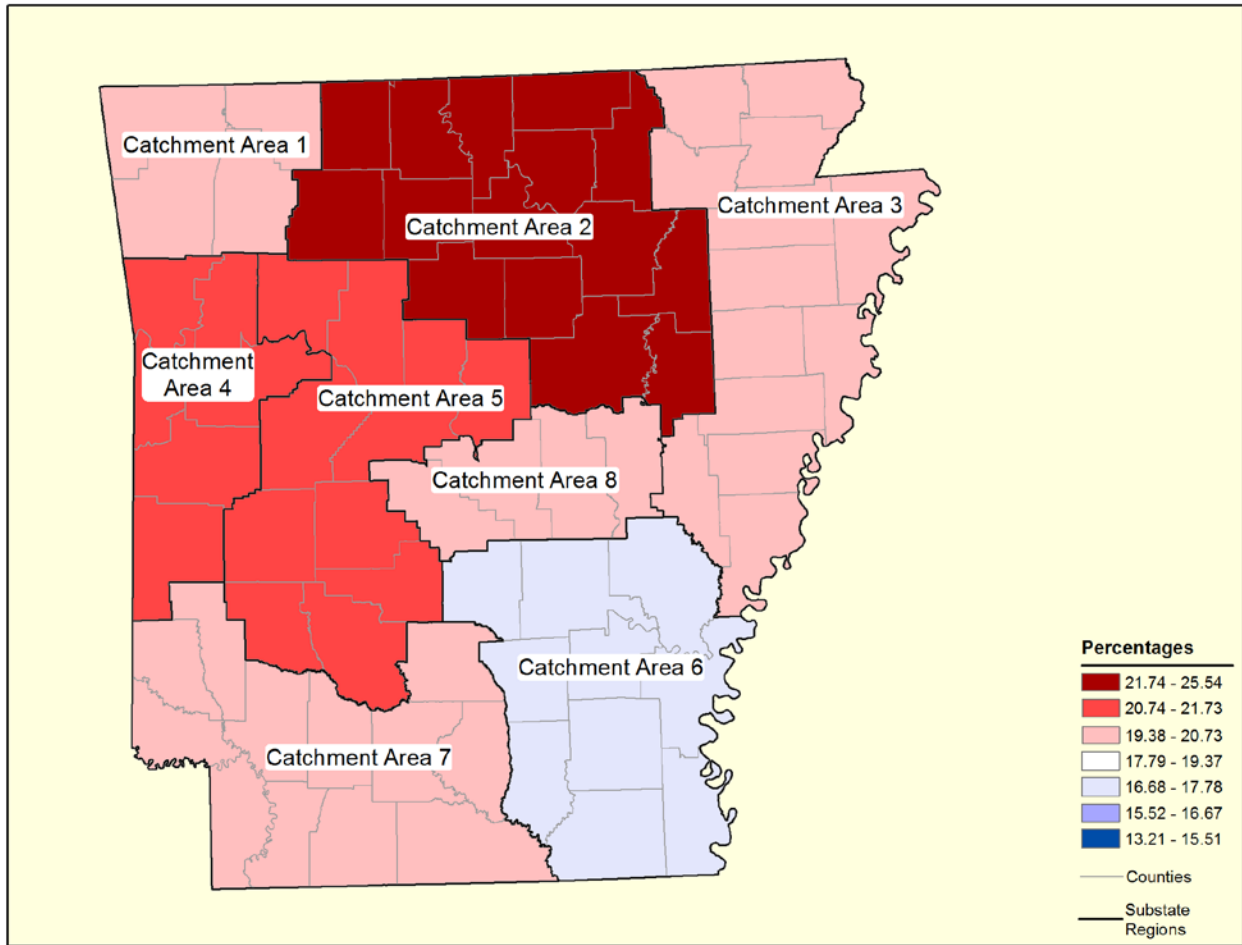 Catchment Area 1
Catchment Area 2
Catchment Area 3
Catchment
Area 4
Catchment Area 5
Catchment Area 8
Catchment Area 6
Catchment Area 7
Percentages
21.74 - 25.54
20.74 - 21.73
19.38 - 20.73
17.79 - 19.37
16.68 - 17.78
15.52 - 16.67
13.21 - 15.51
Counties
Substate
Regions